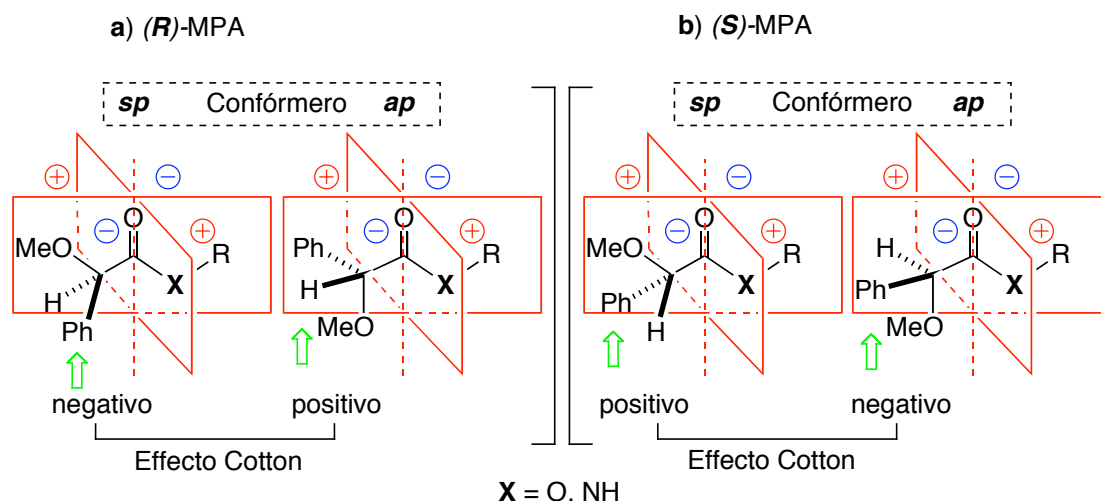 a) (R)-MPA
b) (S)-MPA
sp Confórmero ap
sp Confórmero ap
+ − + −
+ − + −
O O O O
MeO − + R
Ph − + R
MeO − + R
H − + R
H X
H X
Ph X
Ph X
Ph MeO
H MeO
negativo positivo
positivo negativo
Effecto Cotton
Effecto Cotton
X = O, NH